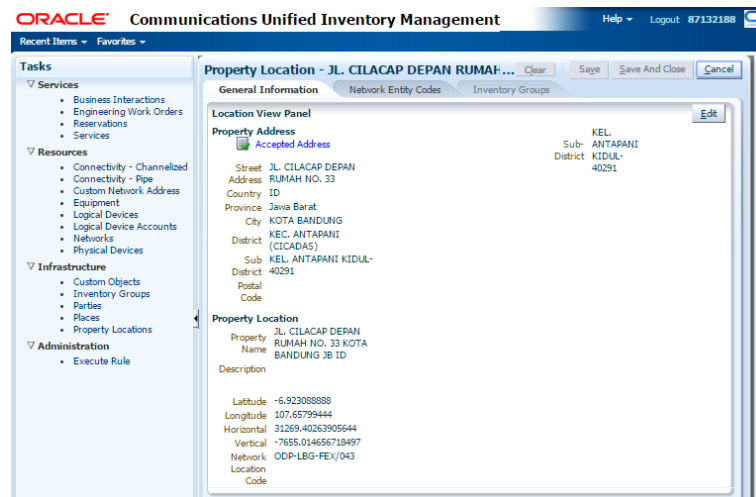 ORACLE Communications Unified Inventory Management
Help Logout 87132188
Recent Items Favorites
Tasks
Services
• Business Interactions
• Engineering Work Orders
• Reservations
• Services
Resources
• Connectivity - Channelized
• Connectivity - Pipe
• Custom Network Address
• Equipment
• Logical Devices
• Logical Device Accounts
• Networks
• Physical Devices
Infrastructure
• Custom Objects
• Inventory Groups
• Parties
• Places
• Property Locations
Administration
• Execute Rule
Property Location - JL. CILACAP DEPAN RUMAH... Clear Save Save And Close Cancel
General Information Network Entity Codes Inventory Groups
Location View Panel Edit
Property Address
Accepted Address
Street Address JL. CILACAP DEPAN
RUMAH NO. 33
Country ID
Province Jawa Barat
City KOTA BANDUNG
District KEC. ANTAPANI
(CICADAS)
Sub District KEL. ANTAPANI KIDUL-
40291
Postal
Code
Sub-
District
KEL.
ANTAPANI
KIDUL-
40291
Property Location
Property Name JL. CILACAP DEPAN
RUMAH NO. 33 KOTA
BANDUNG JB ID
Description
Latitude -6.923088888
Longitude 107.65799444
Horizontal 31269.40263905644
Vertical -7655.014656718497
Network ODP-LBG-FEX/043
Location
Code